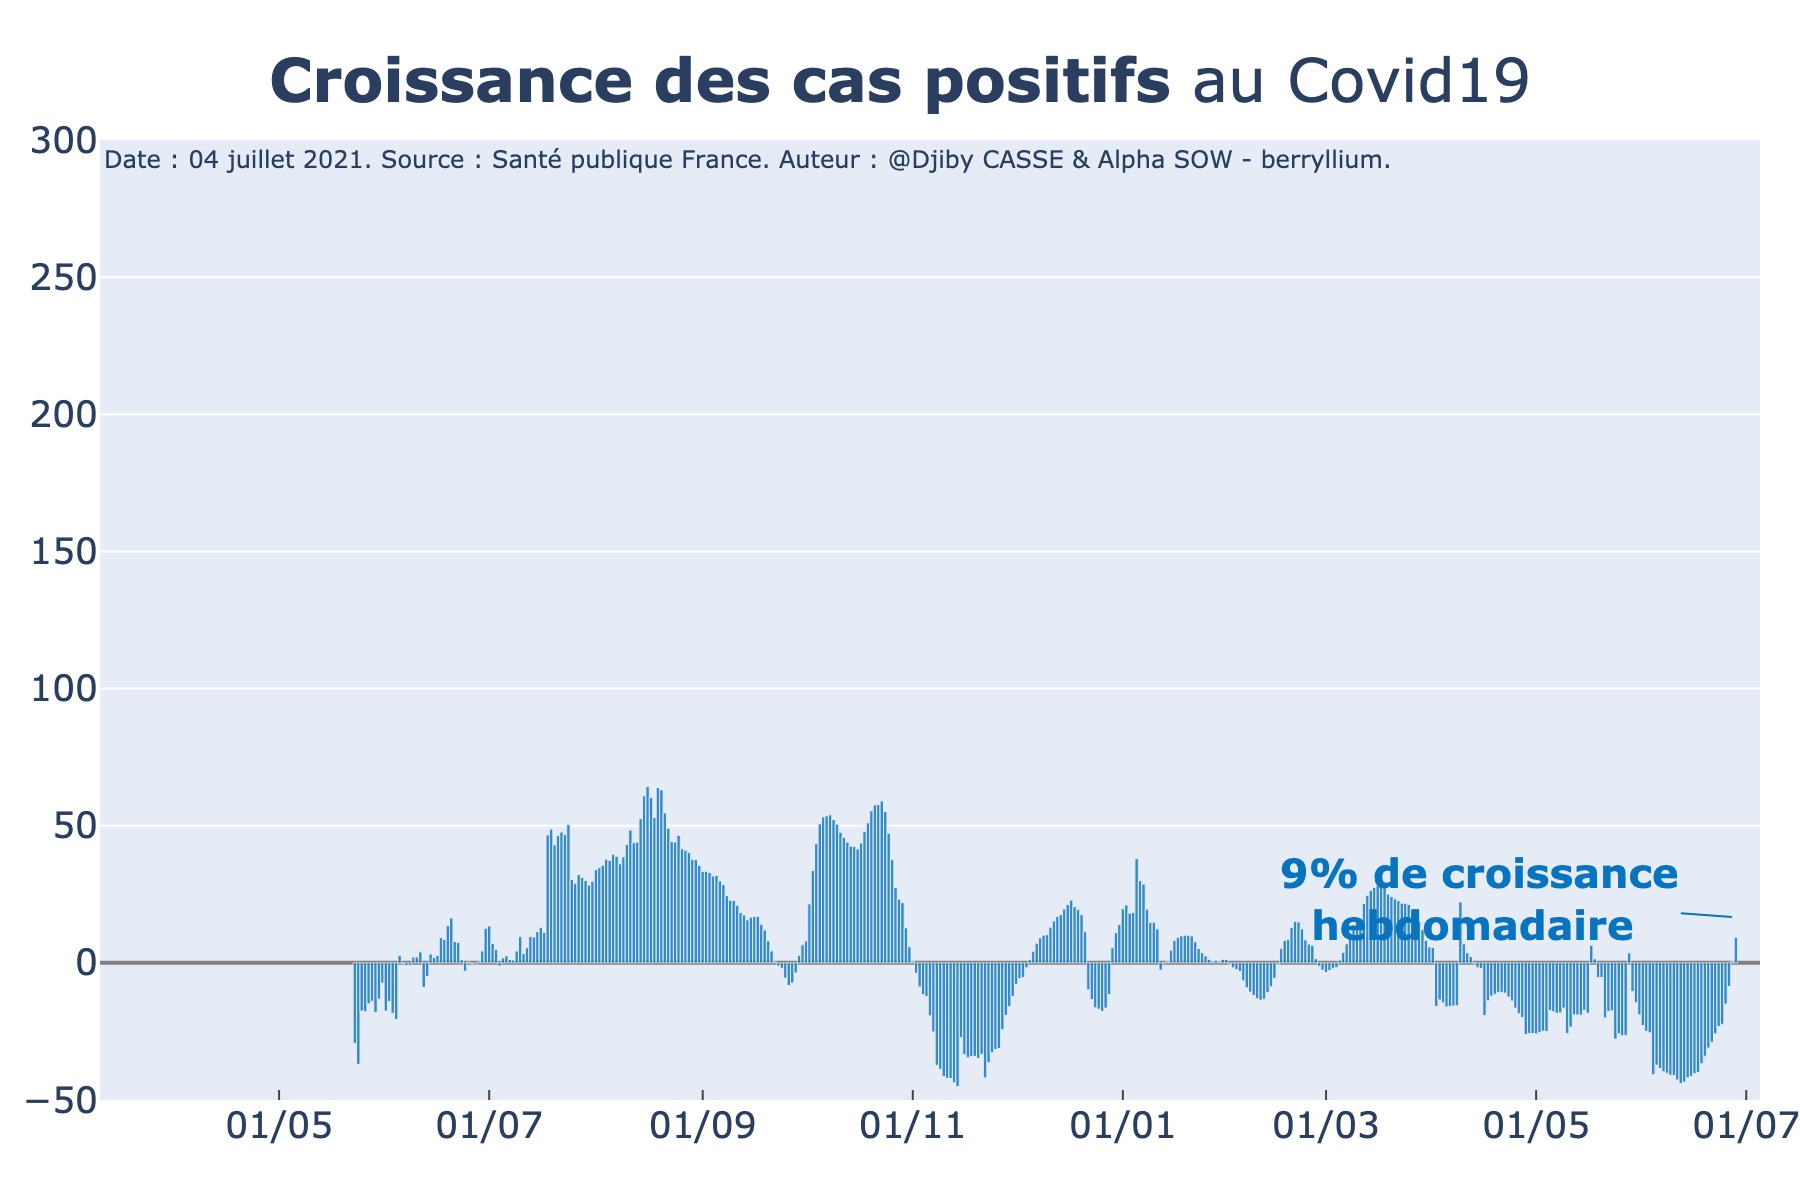 Croissance des cas positifs au Covid19
300
Date : 04 juillet 2021. Source : Santé publique France. Auteur : @Djiby CASSE & Alpha SOW - berryllium.
250
200
150
100
50
9% de croissance
hebdomadaire
0
−50
01/05 01/07 01/09 01/11 01/01 01/03 01/05 01/07